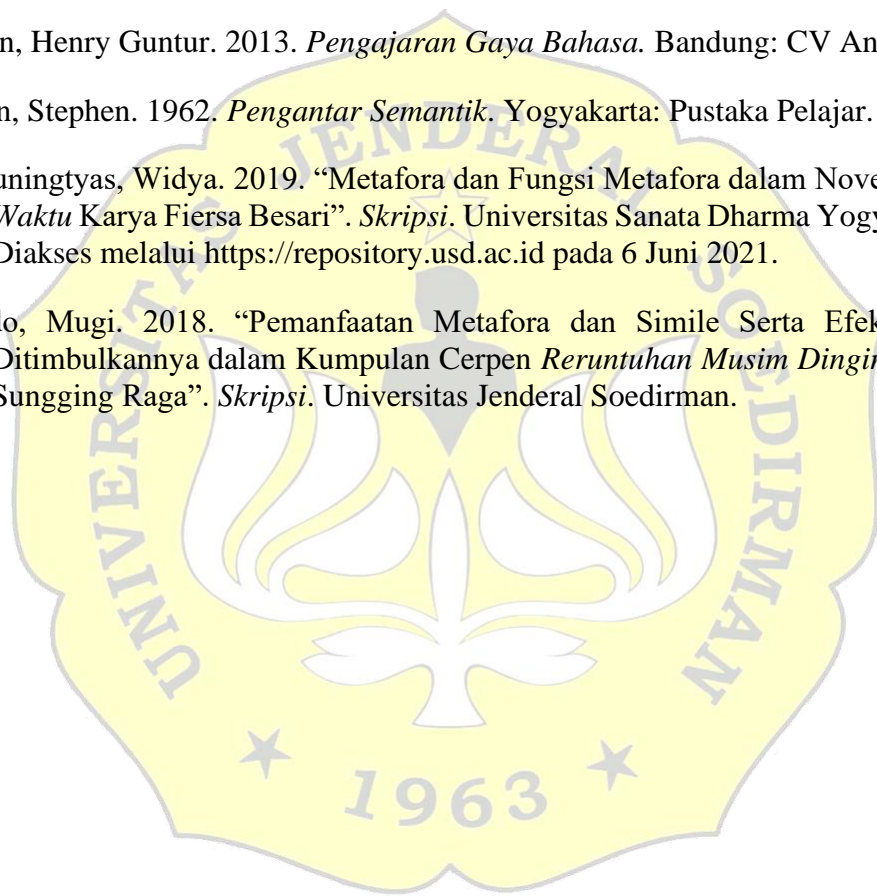 n, Henry Guntur. 2013. Pengajaran Gaya Bahasa. Bandung: CV An
n, Stephen. 1962. Pengantar Semantik. Yogyakarta: Pustaka Pelajar.
uningtyas, Widya. 2019. “Metafora dan Fungsi Metafora dalam Nove
Waktu Karya Fiersa Besari”. Skripsi. Universitas Sanata Dharma Yogy
Diakses melalui https://repository.usd.ac.id pada 6 Juni 2021.
do, Mugi. 2018. “Pemanfaatan Metafora dan Simile Serta Efek
Ditimbulkannya dalam Kumpulan Cerpen Reruntuhan Musim Dingin
Sungging Raga”. Skripsi. Universitas Jenderal Soedirman.
UNIVERSITAS JENDERAL SOEDIRMAN
1963